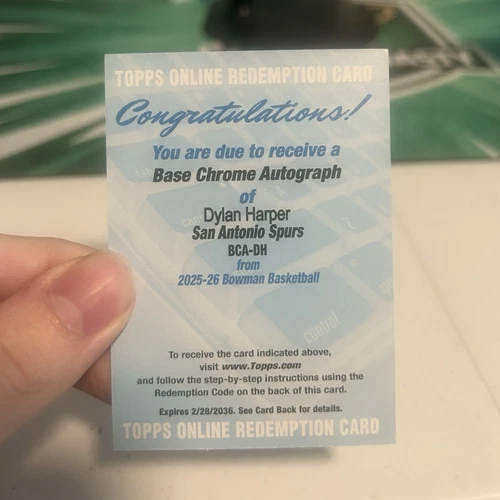 TOPPS ONLINE REDEMPTION CARD
Congratulations!
You are due to receive a
Base Chrome Autograph
of
Dylan Harper
San Antonio Spurs
BCA-DH
from
2025-26 Bowman Basketball
control
To receive the card indicated above,
visit www.Topps.com
and follow the step-by-step instructions using the
Redemption Code on the back of this card.
Expires 2/28/2036. See Card Back for details.
TOPPS ONLINE REDEMPTION CARD